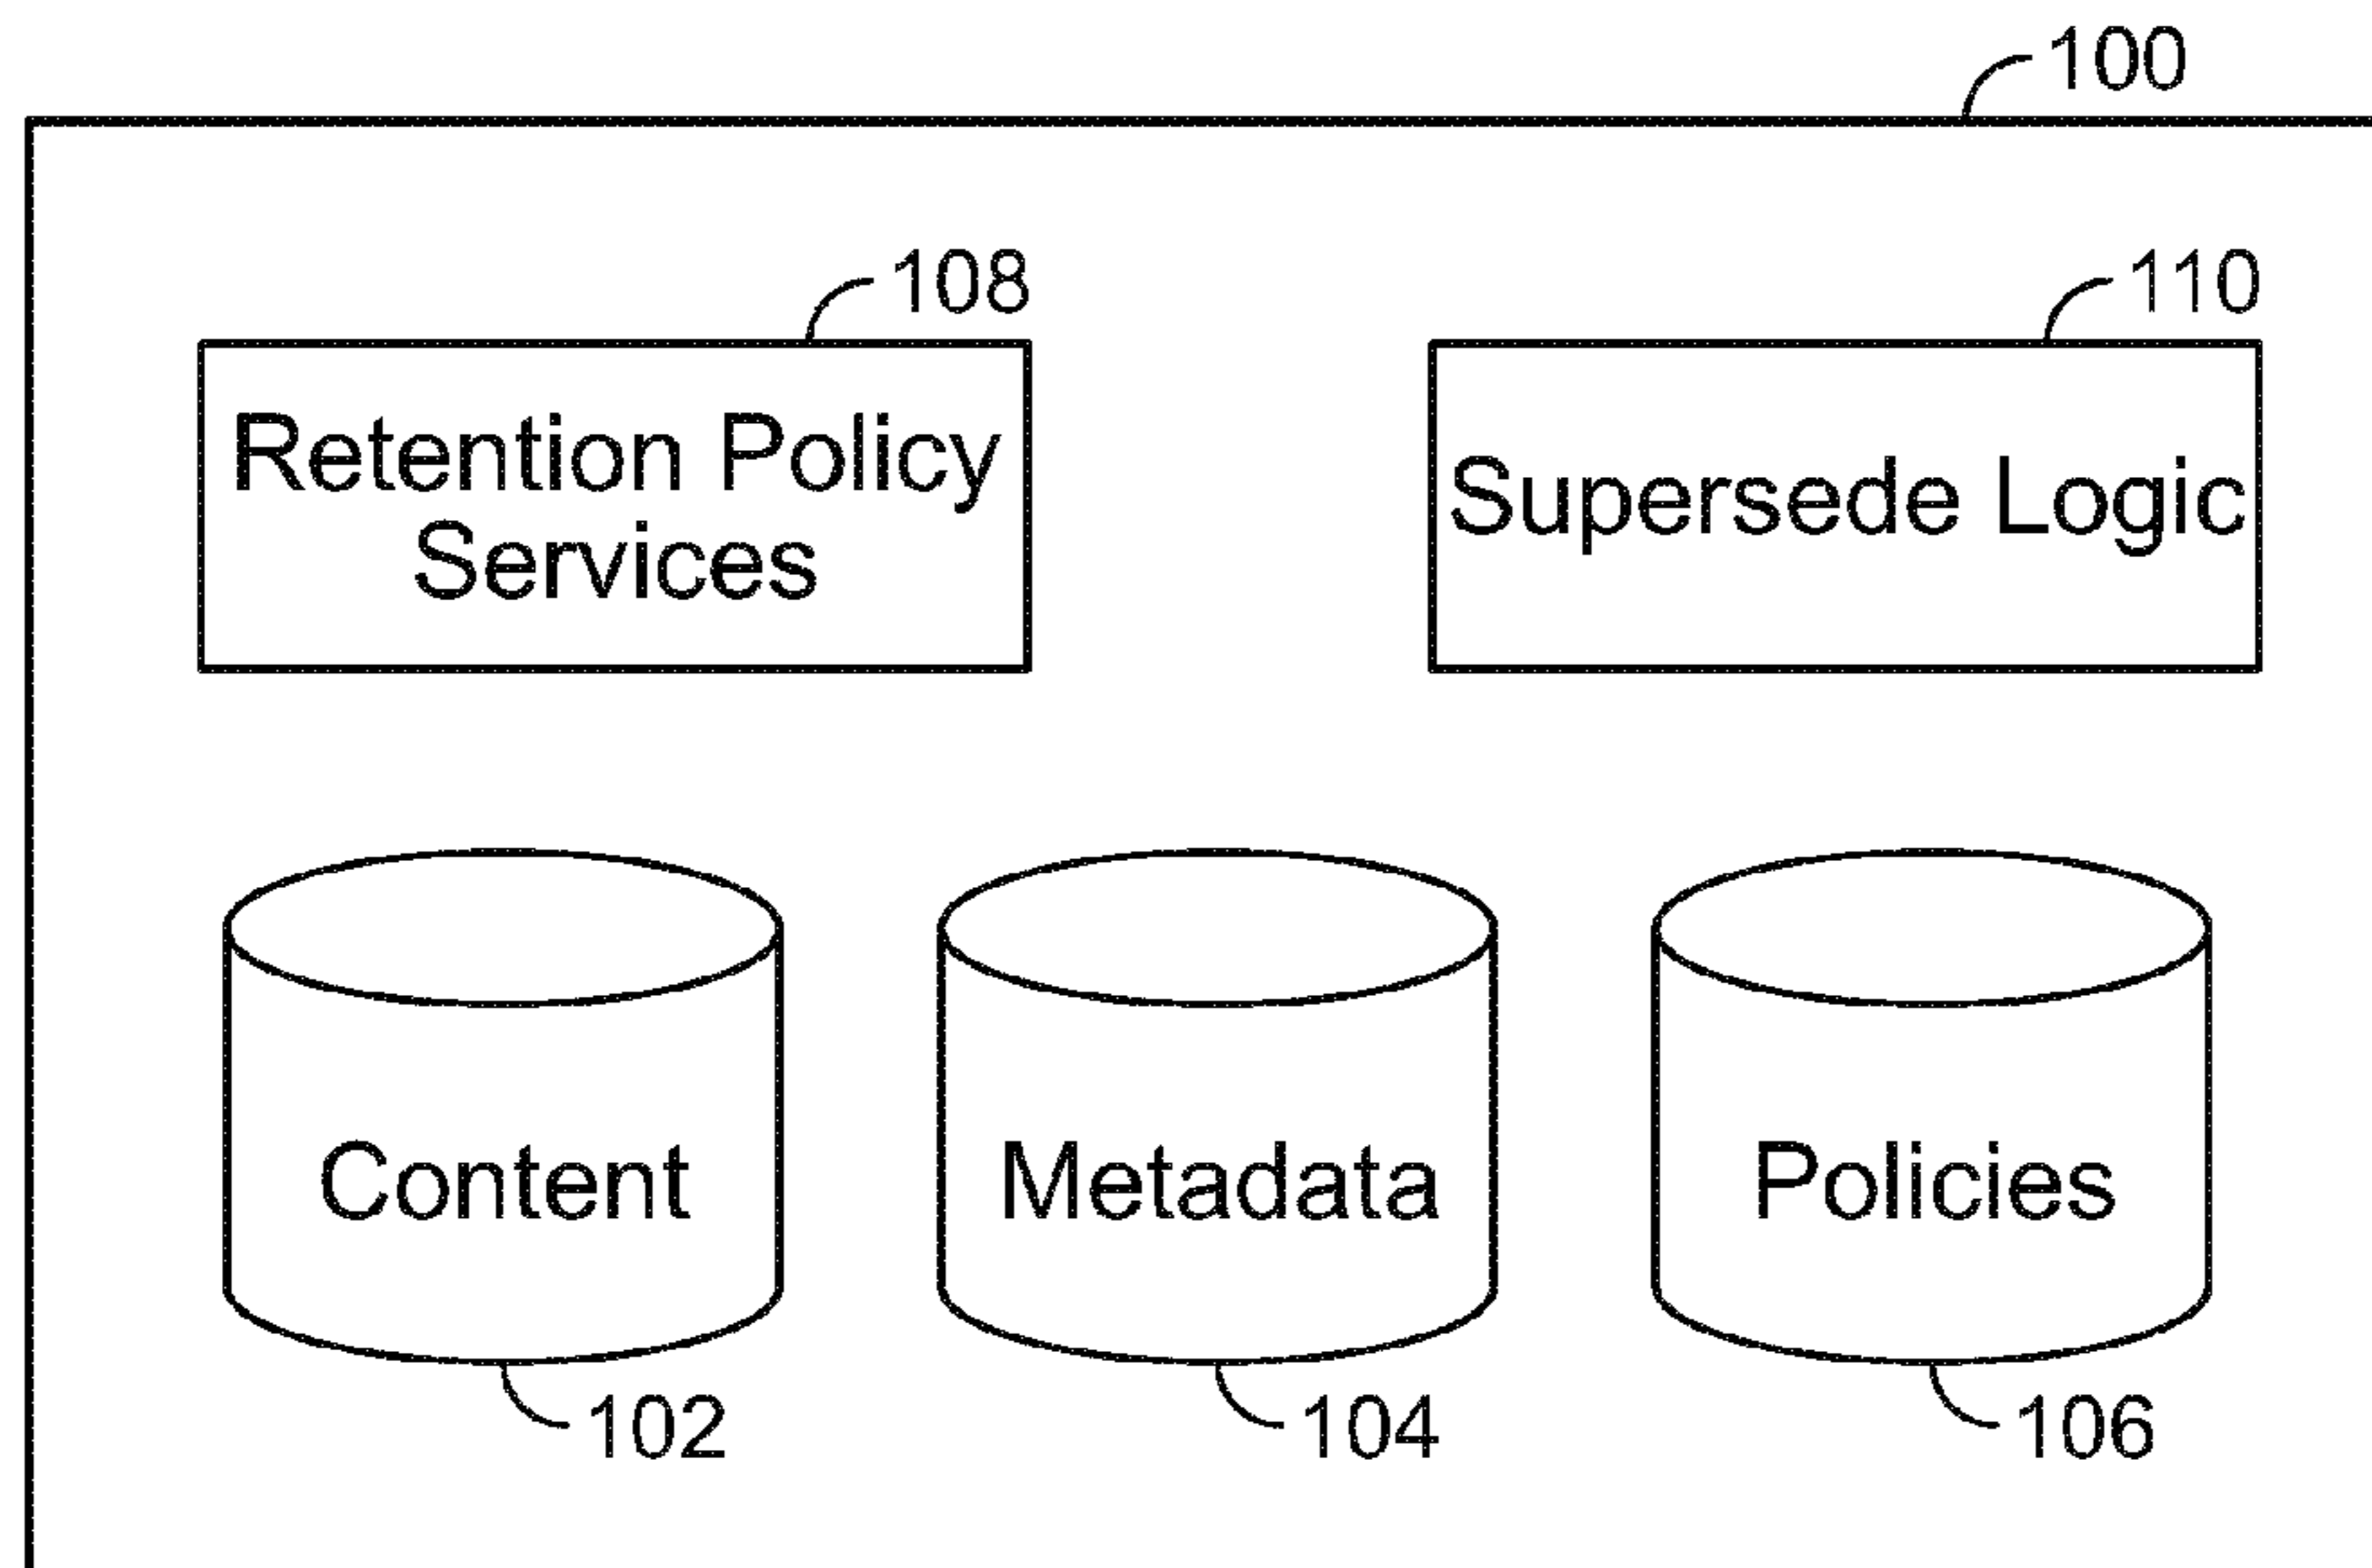 100
108
110
Retention Policy
Services
Supersede Logic
Content
Metadata
Policies
102
104
106